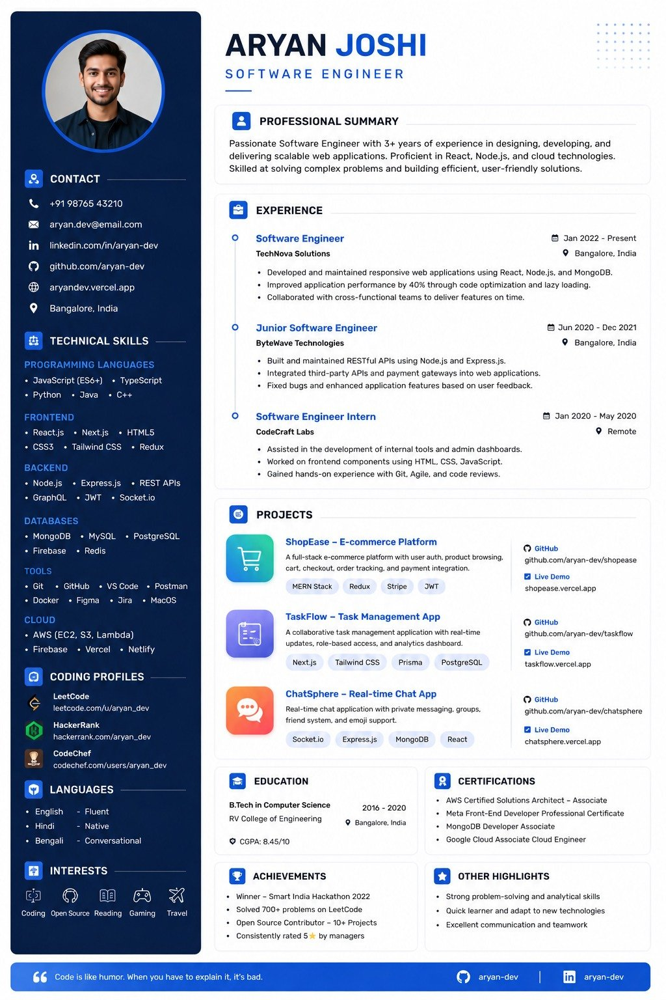 ARYAN JOSHI
SOFTWARE ENGINEER
CONTACT
+91 98765 43210
aryan.dev@email.com
linkedin.com/in/aryan-dev
github.com/aryan-dev
aryandev.vercel.app
Bangalore, India
TECHNICAL SKILLS
PROGRAMMING LANGUAGES
• JavaScript (ES6+) • TypeScript
• Python • Java • C++
FRONTEND
• React.js • Next.js • HTML5
• CSS3 • Tailwind CSS • Redux
BACKEND
• Node.js • Express.js • REST APIs
• GraphQL • JWT • Socket.io
DATABASES
• MongoDB • MySQL • PostgreSQL
• Firebase • Redis
TOOLS
• Git • GitHub • VS Code • Postman
• Docker • Figma • Jira • MacOS
CLOUD
• AWS (EC2, S3, Lambda)
• Firebase • Vercel • Netlify
CODING PROFILES
LeetCode
leetcode.com/u/aryan_dev
HackerRank
hackerrank.com/aryan_dev
CodeChef
codechef.com/users/aryan_dev
LANGUAGES
• English - Fluent
• Hindi - Native
• Bengali - Conversational
INTERESTS
Coding Open Source Reading Gaming Travel
PROFESSIONAL SUMMARY
Passionate Software Engineer with 3+ years of experience in designing, developing, and
delivering scalable web applications. Proficient in React, Node.js, and cloud technologies.
Skilled at solving complex problems and building efficient, user-friendly solutions.
EXPERIENCE
Software Engineer Jan 2022 - Present
TechNova Solutions Bangalore, India
• Developed and maintained responsive web applications using React, Node.js, and MongoDB.
• Improved application performance by 40% through code optimization and lazy loading.
• Collaborated with cross-functional teams to deliver features on time.
Junior Software Engineer Jun 2020 - Dec 2021
ByteWave Technologies Bangalore, India
• Built and maintained RESTful APIs using Node.js and Express.js.
• Integrated third-party APIs and payment gateways into web applications.
• Fixed bugs and enhanced application features based on user feedback.
Software Engineer Intern Jan 2020 - May 2020
CodeCraft Labs Remote
• Assisted in the development of internal tools and admin dashboards.
• Worked on frontend components using HTML, CSS, JavaScript.
• Gained hands-on experience with Git, Agile, and code reviews.
PROJECTS
ShopEase – E-commerce Platform
A full-stack e-commerce platform with user auth, product browsing,
cart, checkout, order tracking, and payment integration.
MERN Stack Redux Stripe JWT
GitHub
github.com/aryan-dev/shopease
Live Demo
shopease.vercel.app
TaskFlow – Task Management App
A collaborative task management application with real-time
updates, role-based access, and analytics dashboard.
Next.js Tailwind CSS Prisma PostgreSQL
GitHub
github.com/aryan-dev/taskflow
Live Demo
taskflow.vercel.app
ChatSphere – Real-time Chat App
Real-time chat application with private messaging, groups,
friend system, and emoji support.
Socket.io Express.js MongoDB React
GitHub
github.com/aryan-dev/chatsphere
Live Demo
chatsphere.vercel.app
EDUCATION
B.Tech in Computer Science 2016 - 2020
RV College of Engineering Bangalore, India
CGPA: 8.45/10
CERTIFICATIONS
• AWS Certified Solutions Architect – Associate
• Meta Front-End Developer Professional Certificate
• MongoDB Developer Associate
• Google Cloud Associate Cloud Engineer
ACHIEVEMENTS
• Winner – Smart India Hackathon 2022
• Solved 700+ problems on LeetCode
• Open Source Contributor – 10+ Projects
• Consistently rated 5⭐ by managers
OTHER HIGHLIGHTS
• Strong problem-solving and analytical skills
• Quick learner and adapt to new technologies
• Excellent communication and teamwork
“ Code is like humor. When you have to explain it, it's bad.
aryan-dev | aryan-dev